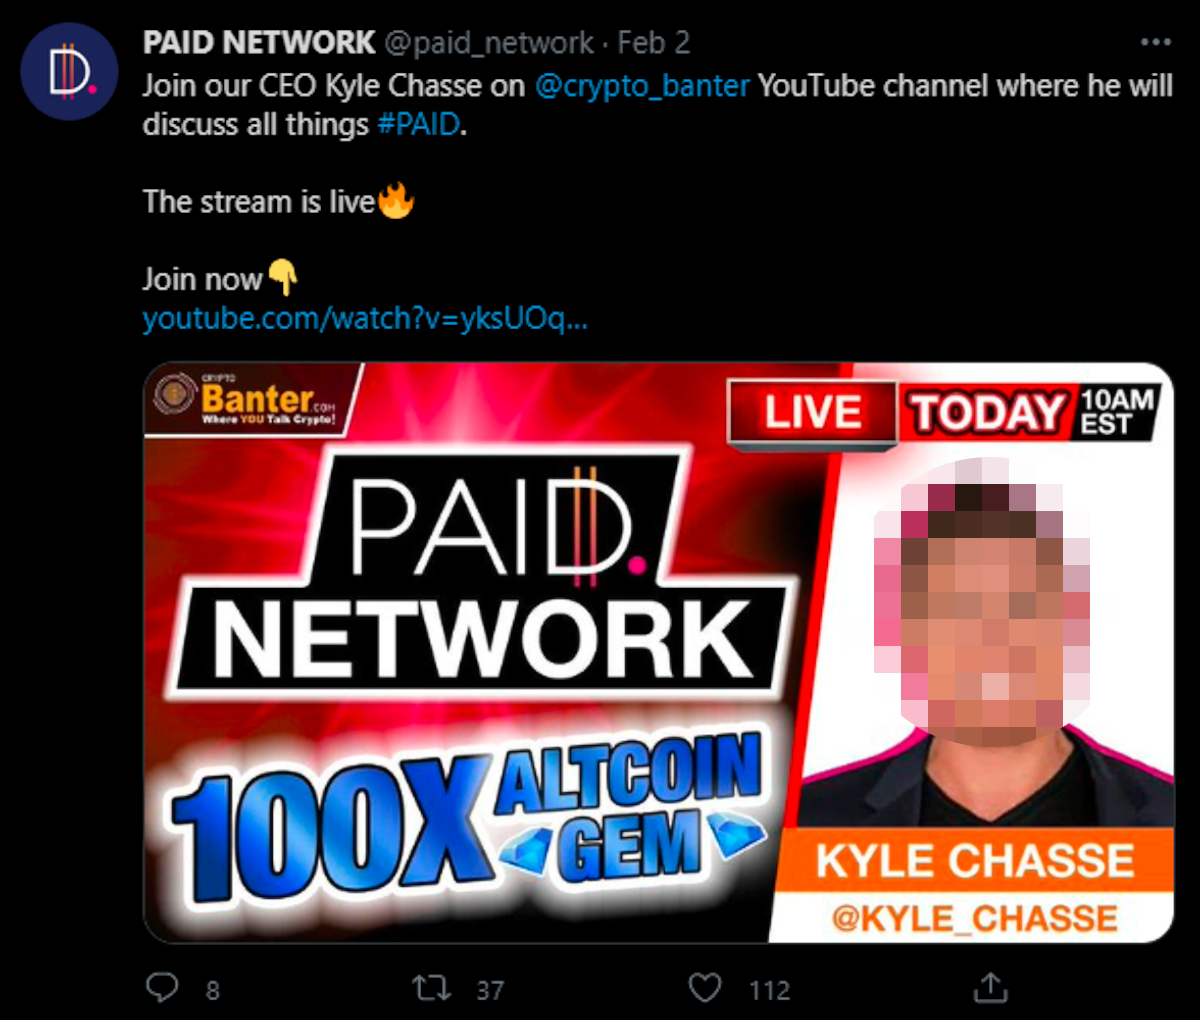 PAID NETWORK @paid_network · Feb 2
Join our CEO Kyle Chasse on @crypto_banter YouTube channel where he will
discuss all things #PAID.
The stream is live🔥
Join now👇
youtube.com/watch?v=yksUOq...
CRYPTO
Banter.COM
Where YOU Talk Crypto!
LIVE TODAY 10AM
EST
PAID.
NETWORK
100X ALTCOIN
GEM
KYLE CHASSE
@KYLE_CHASSE
8 37 112